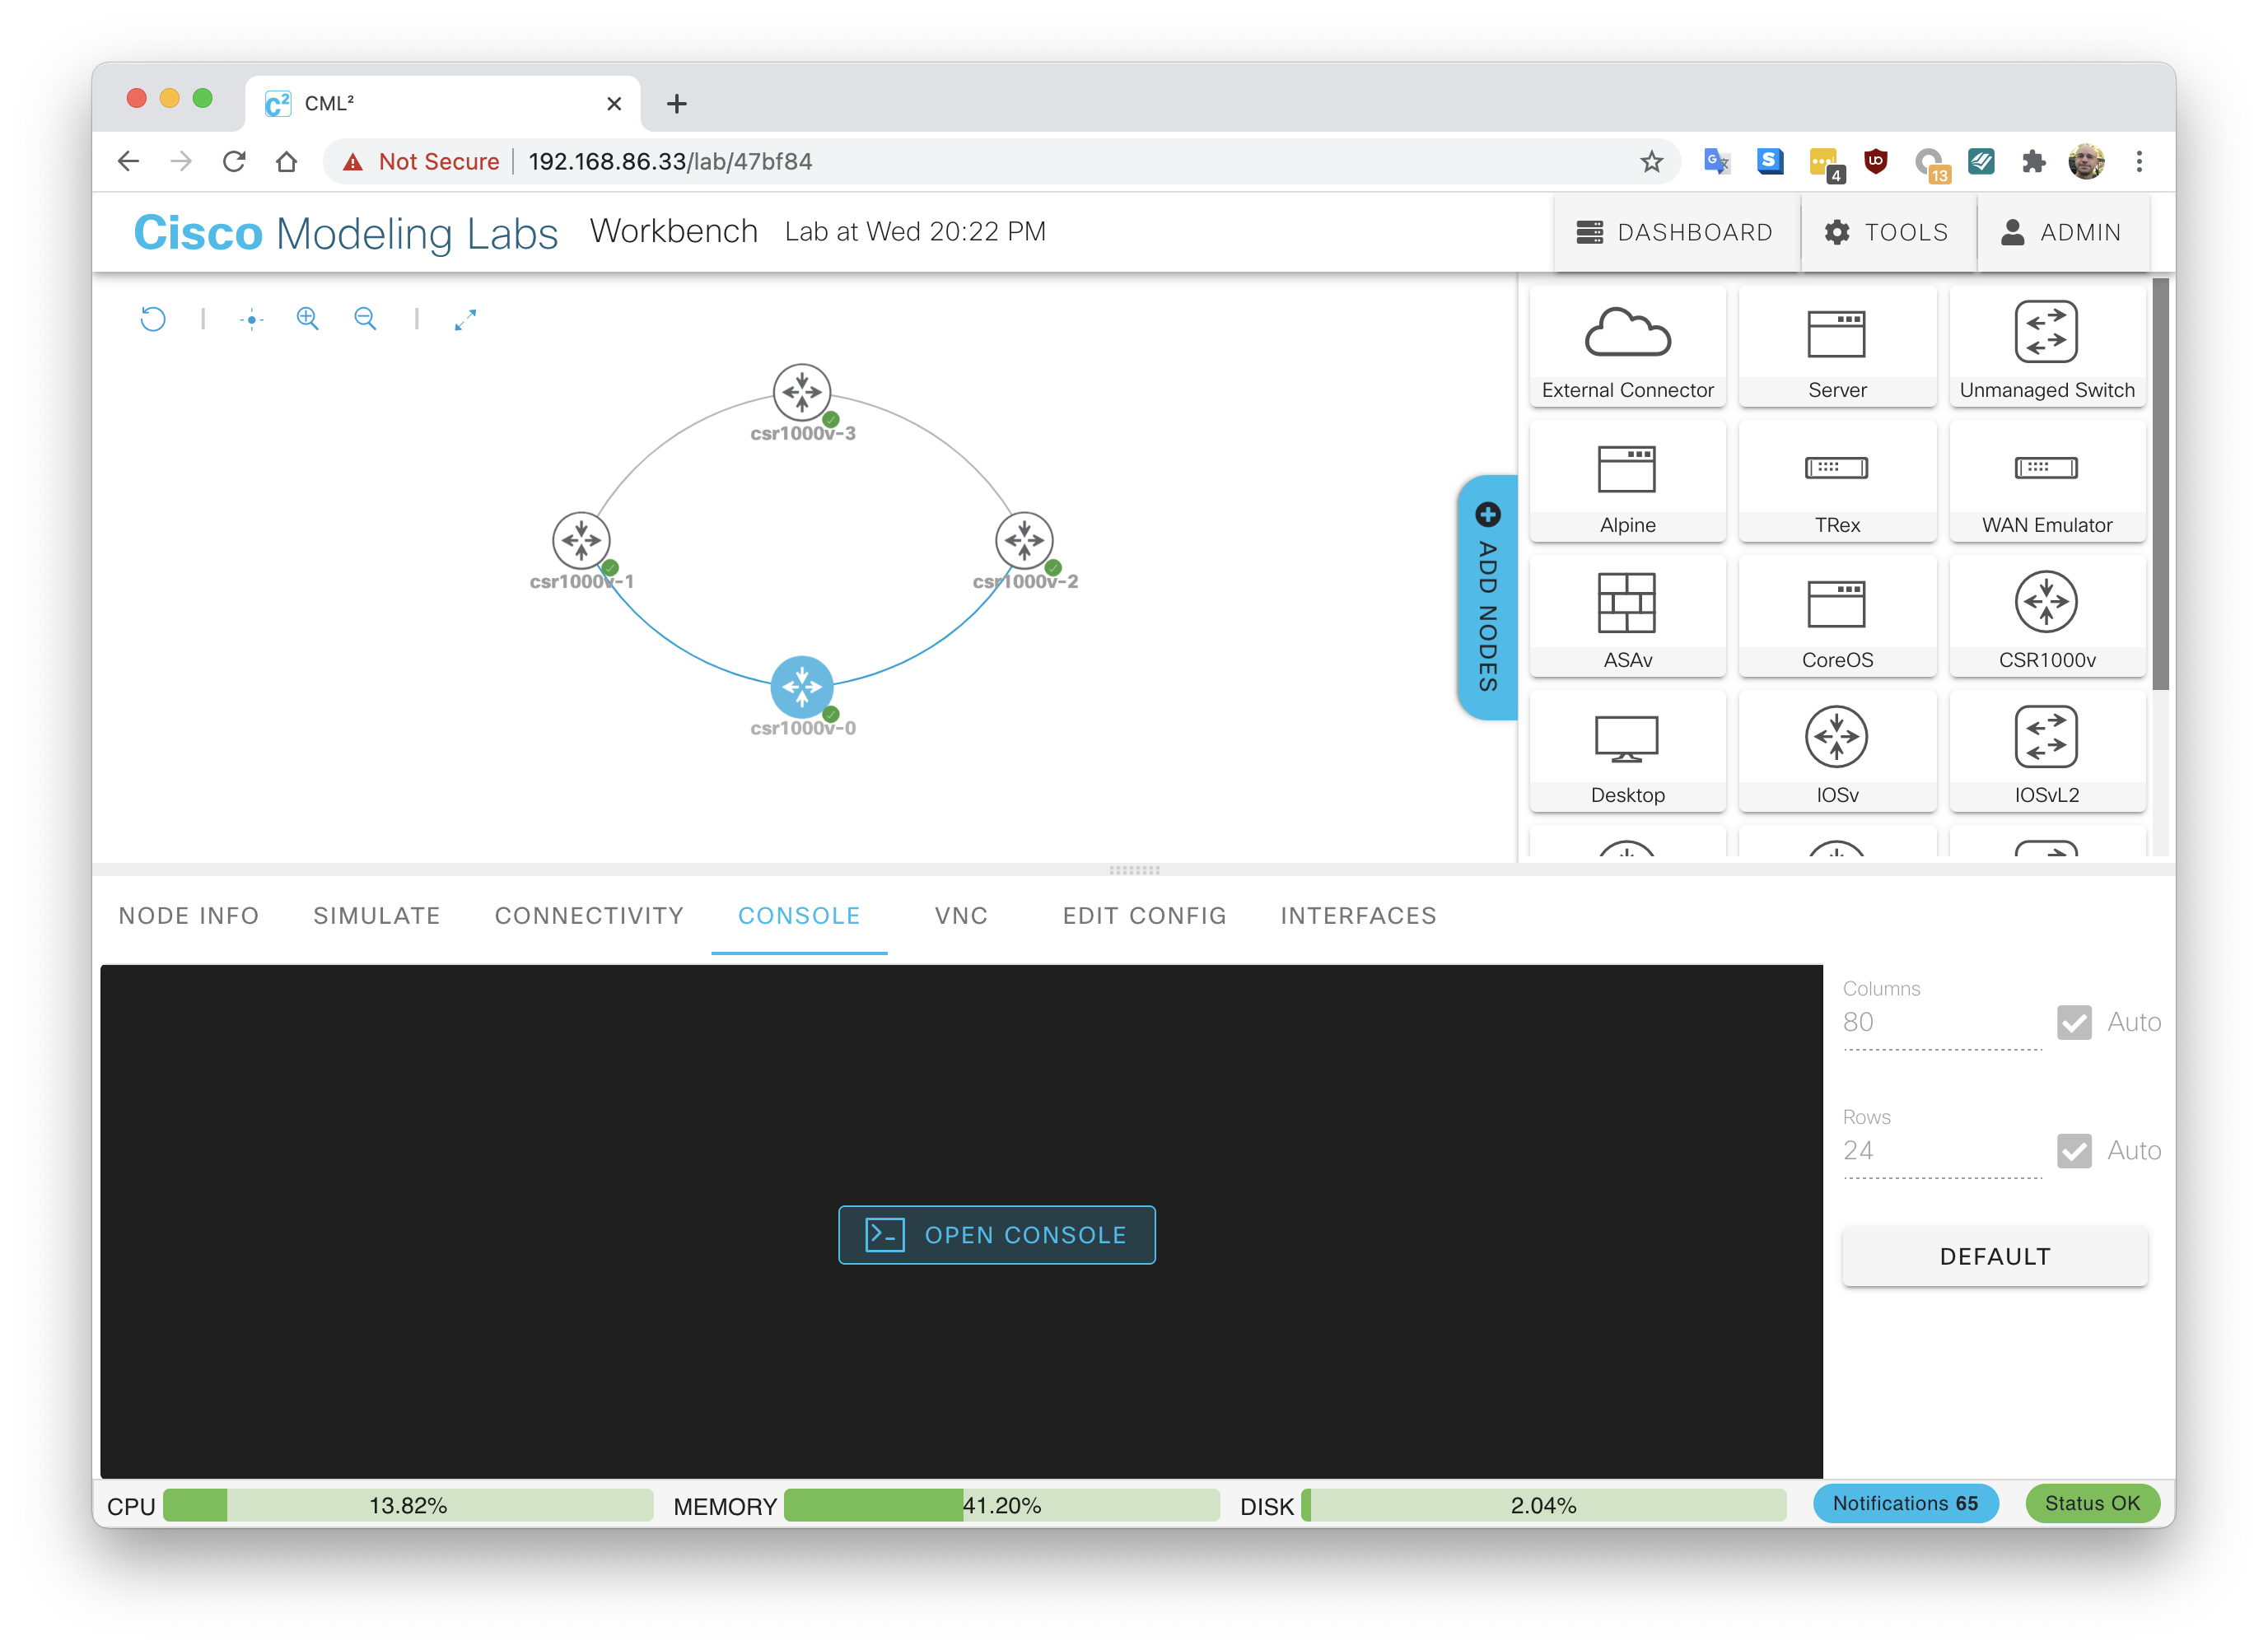 CML²
Not Secure 192.168.86.33/lab/47bf84
4
13
Cisco Modeling Labs Workbench Lab at Wed 20:22 PM
DASHBOARD TOOLS ADMIN
csr1000v-3
csr1000v-1
csr1000v-2
csr1000v-0
ADD NODES
External Connector Server Unmanaged Switch
Alpine TRex WAN Emulator
ASAv CoreOS CSR1000v
Desktop IOSv IOSvL2
NODE INFO SIMULATE CONNECTIVITY CONSOLE VNC EDIT CONFIG INTERFACES
OPEN CONSOLE
Columns
80 Auto
Rows
24 Auto
DEFAULT
CPU 13.82% MEMORY 41.20% DISK 2.04% Notifications 65 Status OK